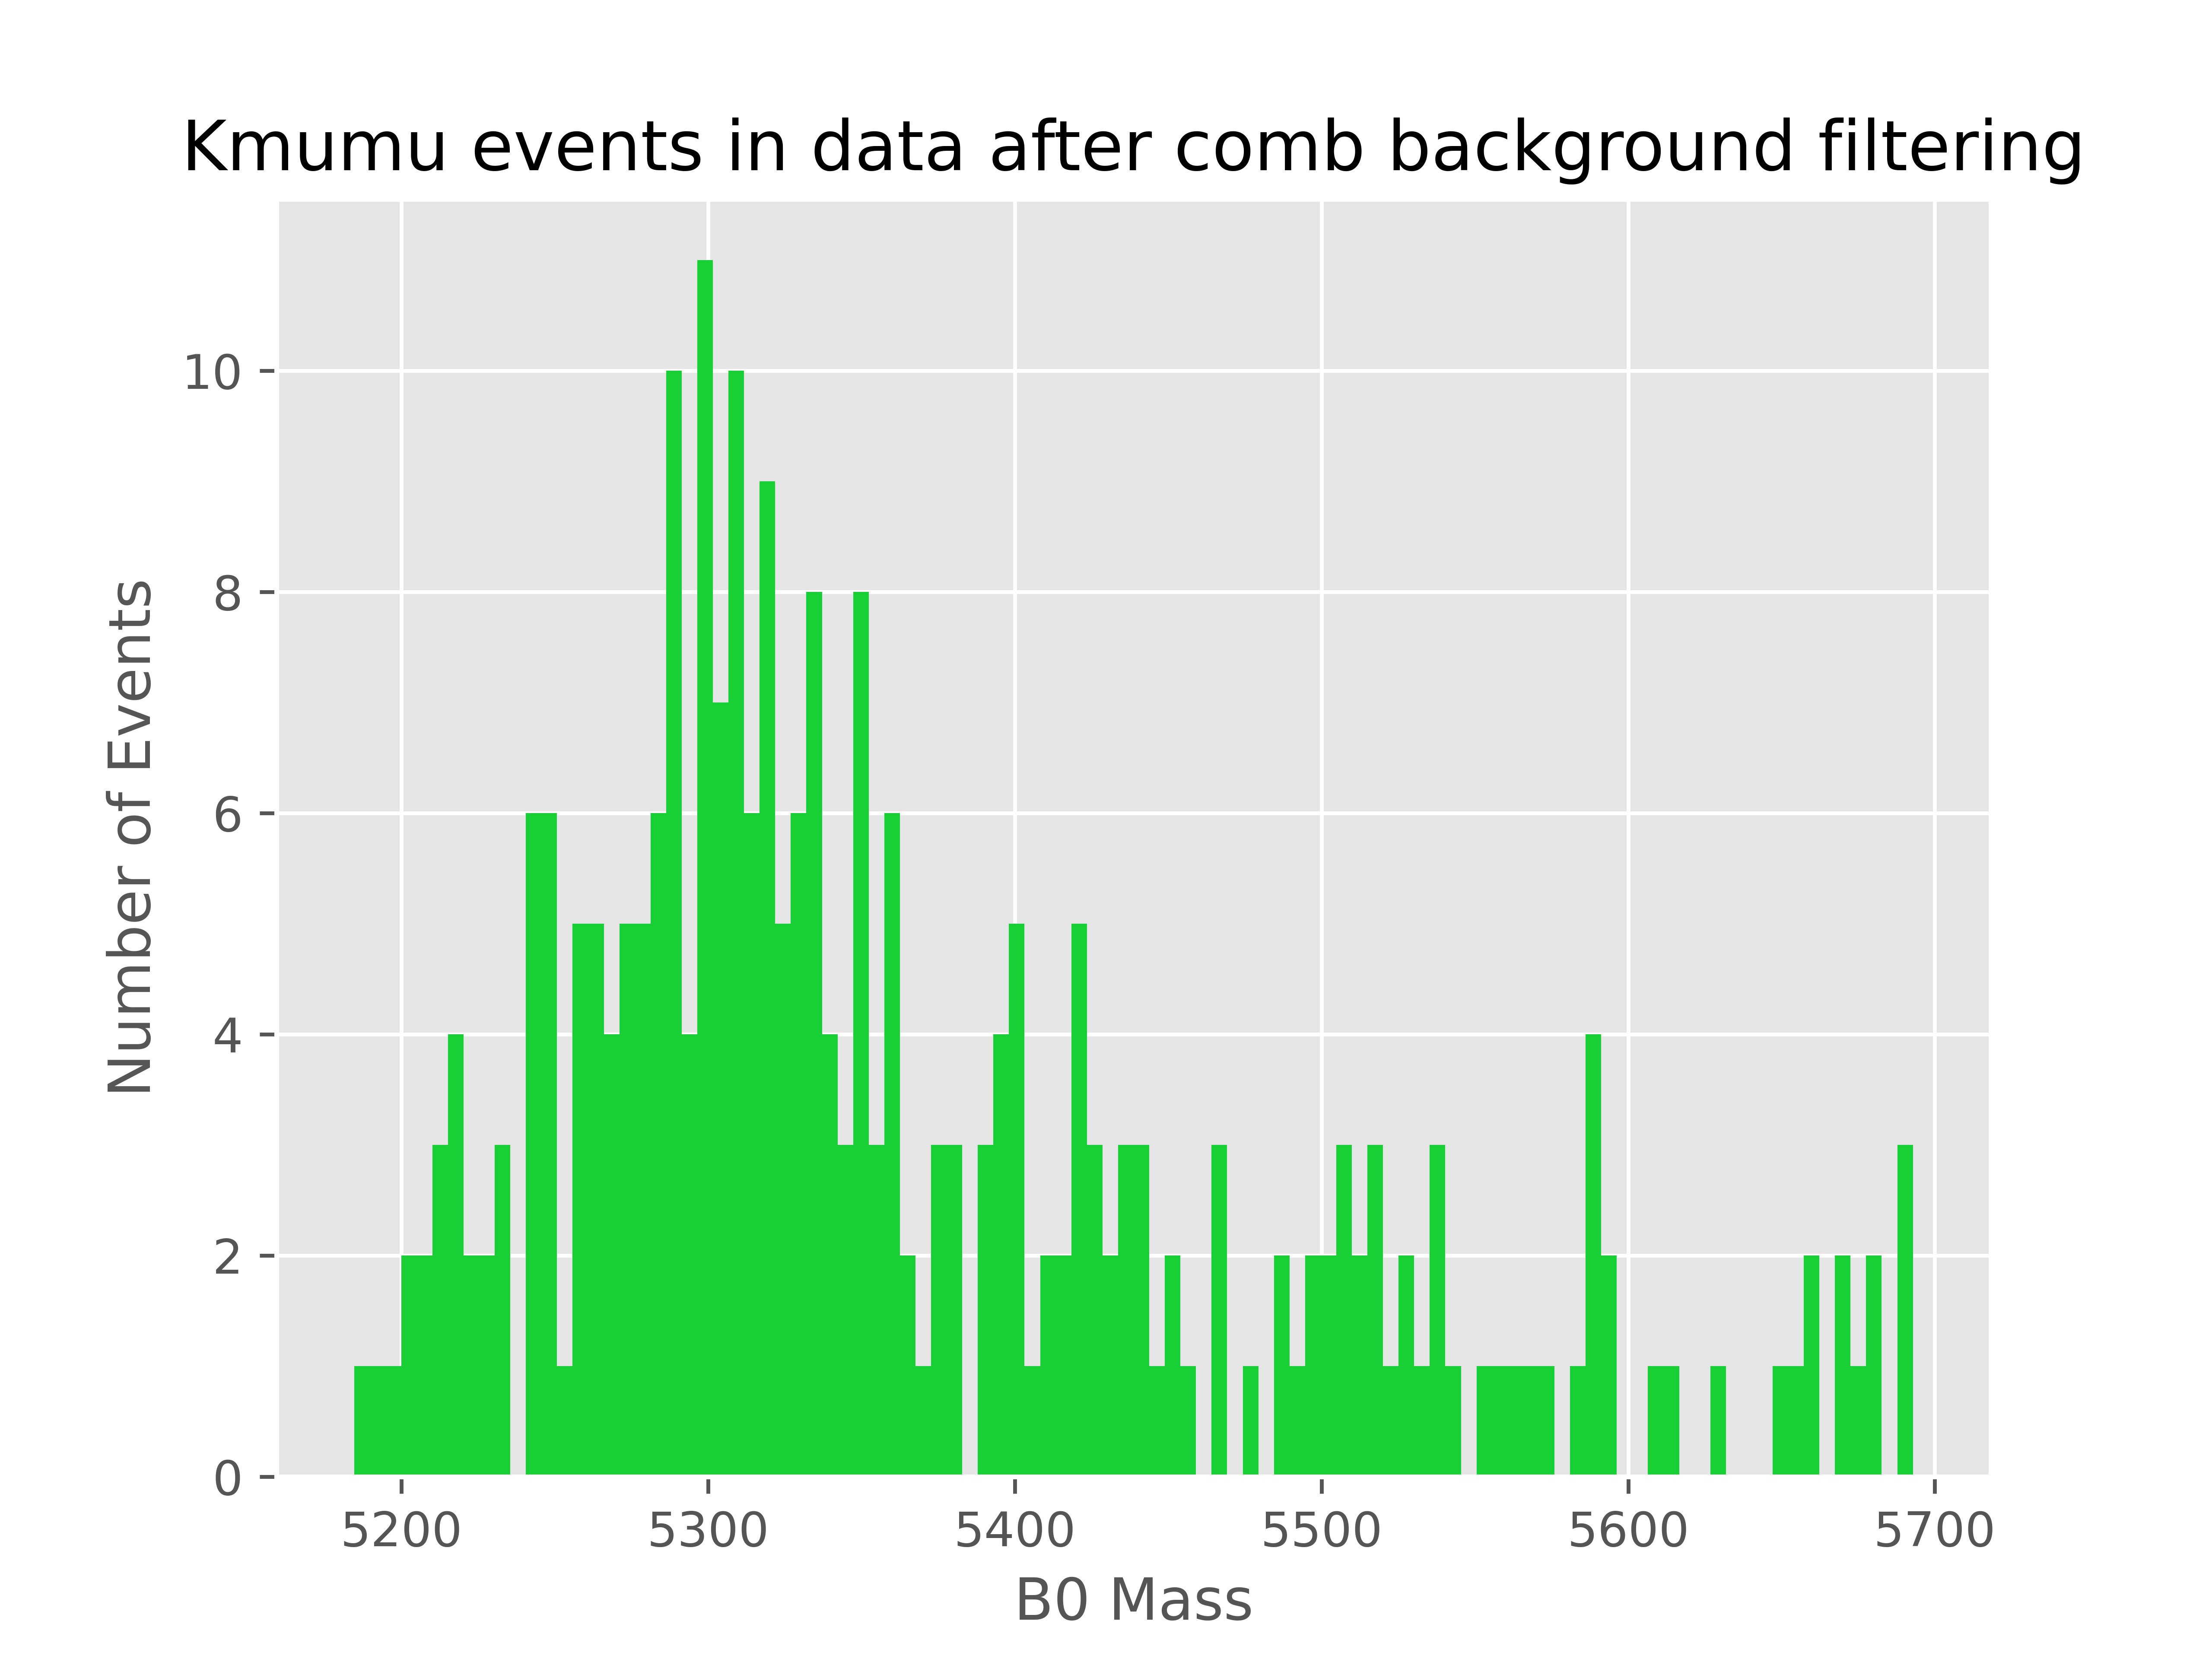 Kmumu events in data after comb background filtering
Number of Events
10
8
6
4
2
0
5200 5300 5400 5500 5600 5700
B0 Mass